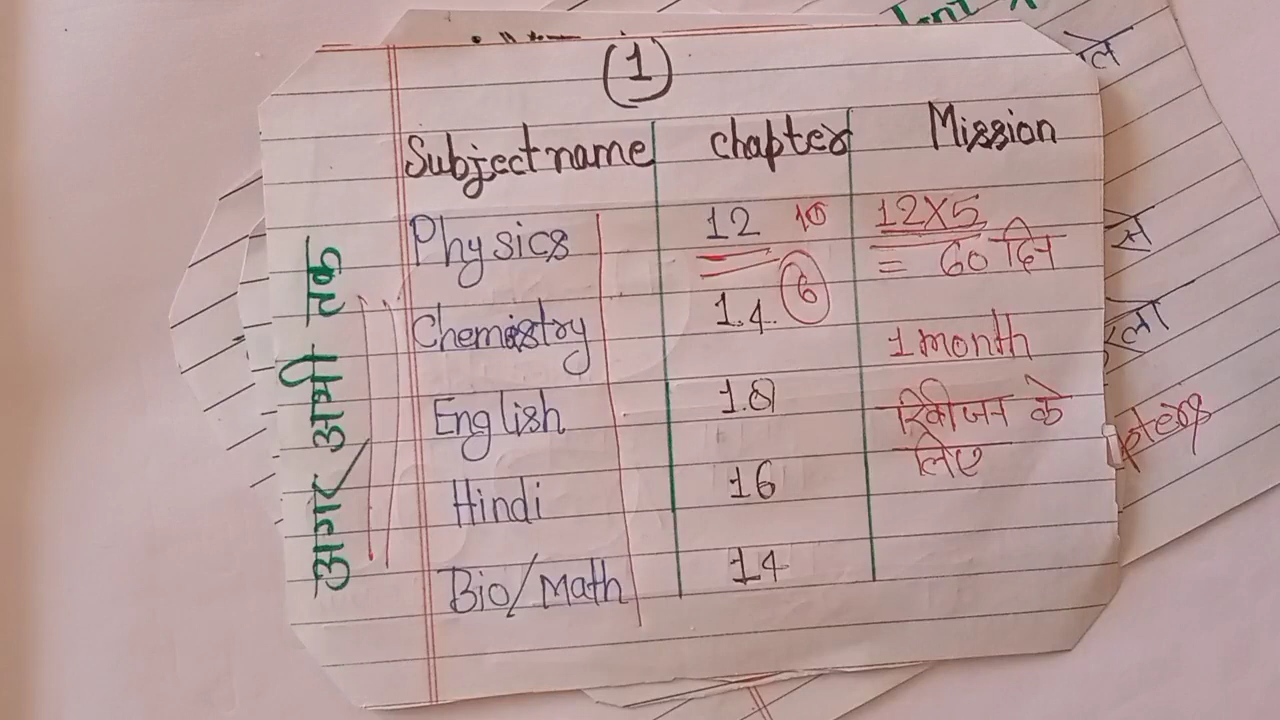 (1)
Subject name chapter Mission
Physics 12 10 12X5
= 60 दिन
Chemistry 14 6 1 month
English 18 रिवीजन के
लिए
Hindi 16
Bio/Math 14
अगर अभी तक